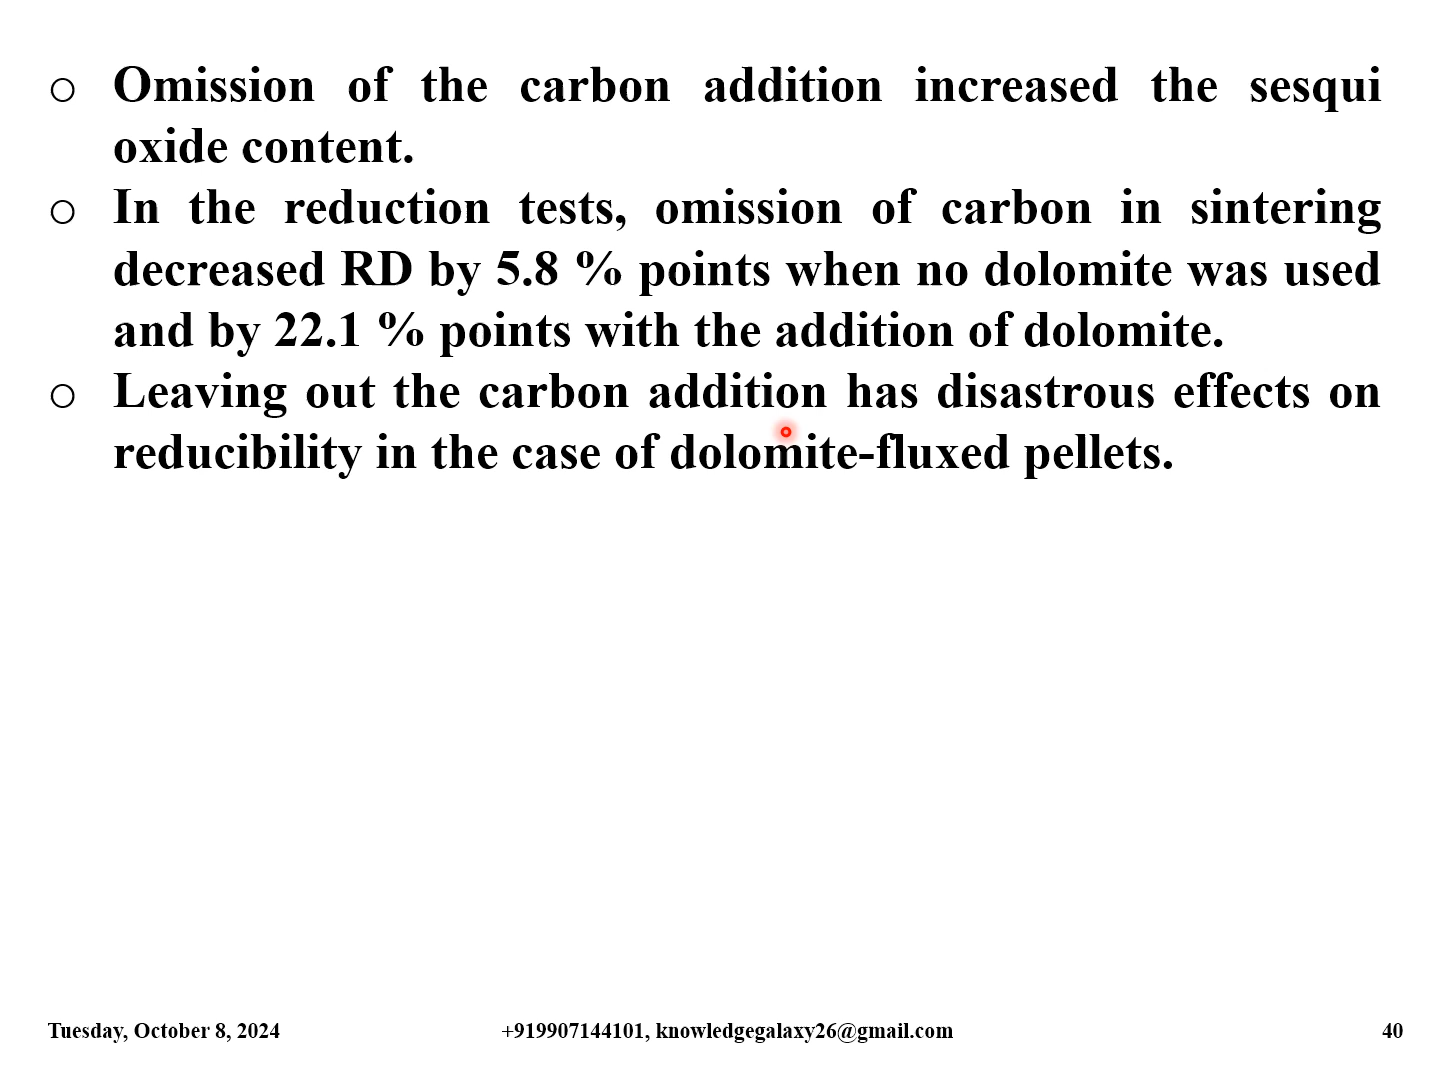 o Omission of the carbon addition increased the sesqui
oxide content.
o In the reduction tests, omission of carbon in sintering
decreased RD by 5.8 % points when no dolomite was used
and by 22.1 % points with the addition of dolomite.
o Leaving out the carbon addition has disastrous effects on
reducibility in the case of dolomite-fluxed pellets.
Tuesday, October 8, 2024 +919907144101, knowledgegalaxy26@gmail.com 40